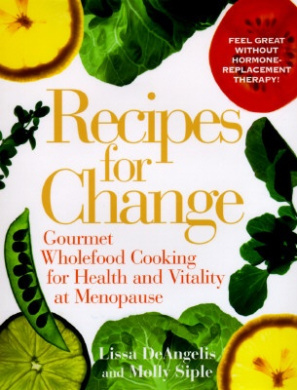 FEEL GREAT
WITHOUT
HORMONE-
REPLACEMENT
THERAPY!
Recipes
for
Change
Gourmet
Wholefood Cooking
for Health and Vitality
at Menopause
Lissa DeAngelis
and Molly Siple